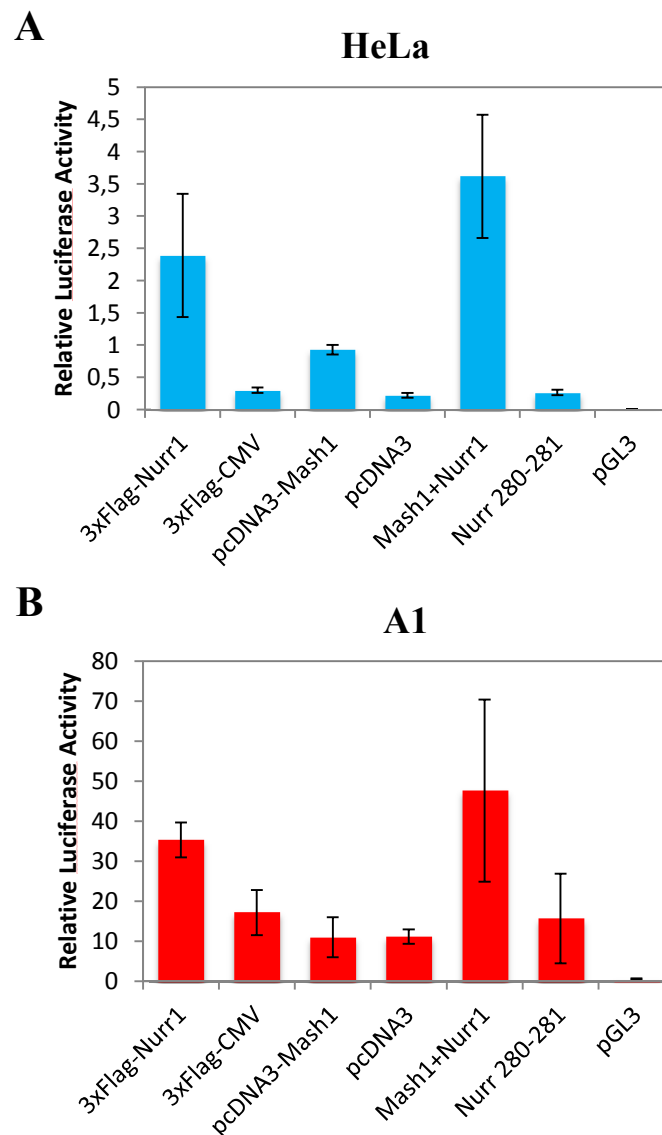 A
HeLa
Relative Luciferase Activity
5
4,5
4
3,5
3
2,5
2
1,5
1
0,5
0
3xFlag-Nurr1
3xFlag-CMV
pcDNA3-Mash1
pcDNA3
Mash1+Nurr1
Nurr 280-281
pGL3
B
A1
Relative Luciferase Activity
80
70
60
50
40
30
20
10
0
3xFlag-Nurr1
3xFlag-CMV
pcDNA3-Mash1
pcDNA3
Mash1+Nurr1
Nurr 280-281
pGL3